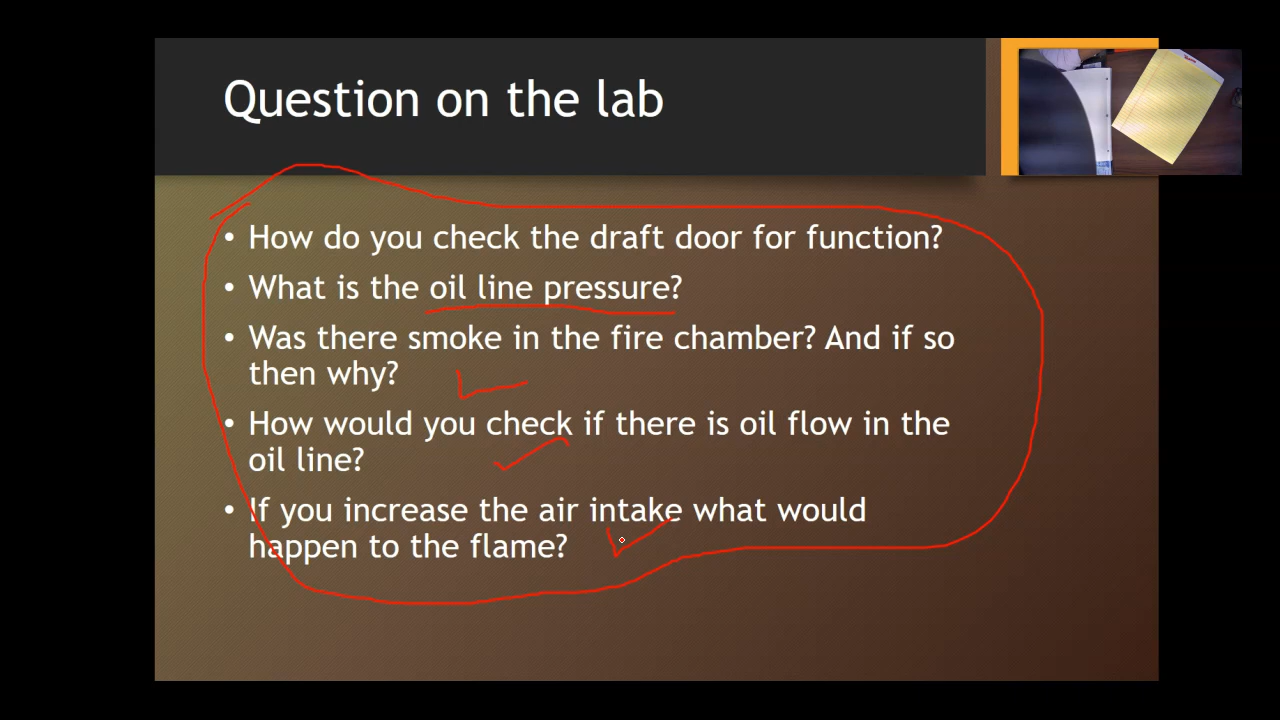 Question on the lab
• How do you check the draft door for function?
• What is the oil line pressure?
• Was there smoke in the fire chamber? And if so
then why?
• How would you check if there is oil flow in the
oil line?
• If you increase the air intake what would
happen to the flame?